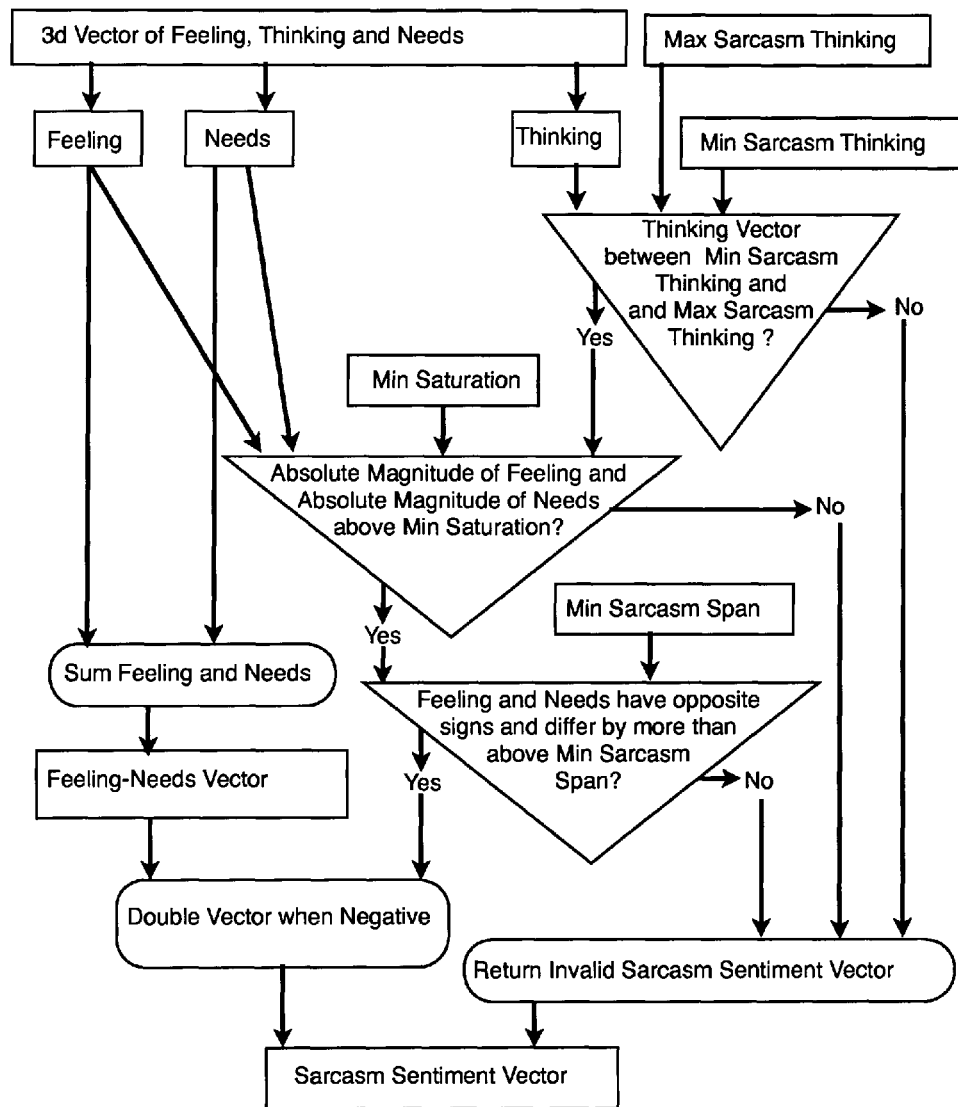 3d Vector of Feeling, Thinking and Needs
Max Sarcasm Thinking
Feeling
Needs
Thinking
Min Sarcasm Thinking
Thinking Vector
between Min Sarcasm
Thinking and
and Max Sarcasm
Thinking ?
No
Yes
Min Saturation
Absolute Magnitude of Feeling and
Absolute Magnitude of Needs
above Min Saturation?
No
Min Sarcasm Span
Yes
Sum Feeling and Needs
Feeling and Needs have opposite
signs and differ by more than
above Min Sarcasm
Span?
Feeling-Needs Vector
Yes
No
Double Vector when Negative
Return Invalid Sarcasm Sentiment Vector
Sarcasm Sentiment Vector